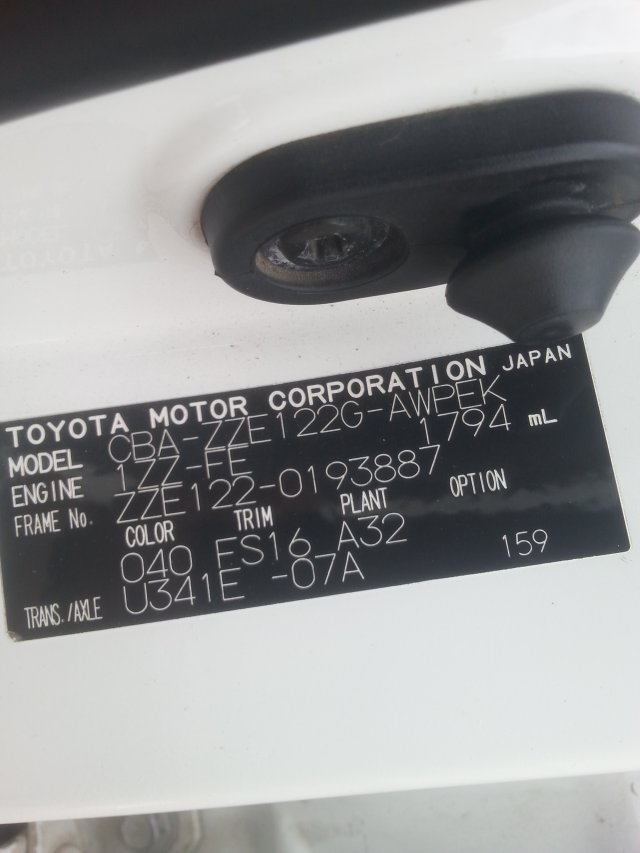 TOYOTA MOTOR CORPORATION JAPAN
MODEL CBA-ZZE122G-AWPEK
ENGINE 1ZZ-FE 1794 mL
FRAME No. ZZE122-0193887
COLOR TRIM PLANT OPTION
040 ES16 A32
TRANS./AXLE U341E -07A 159